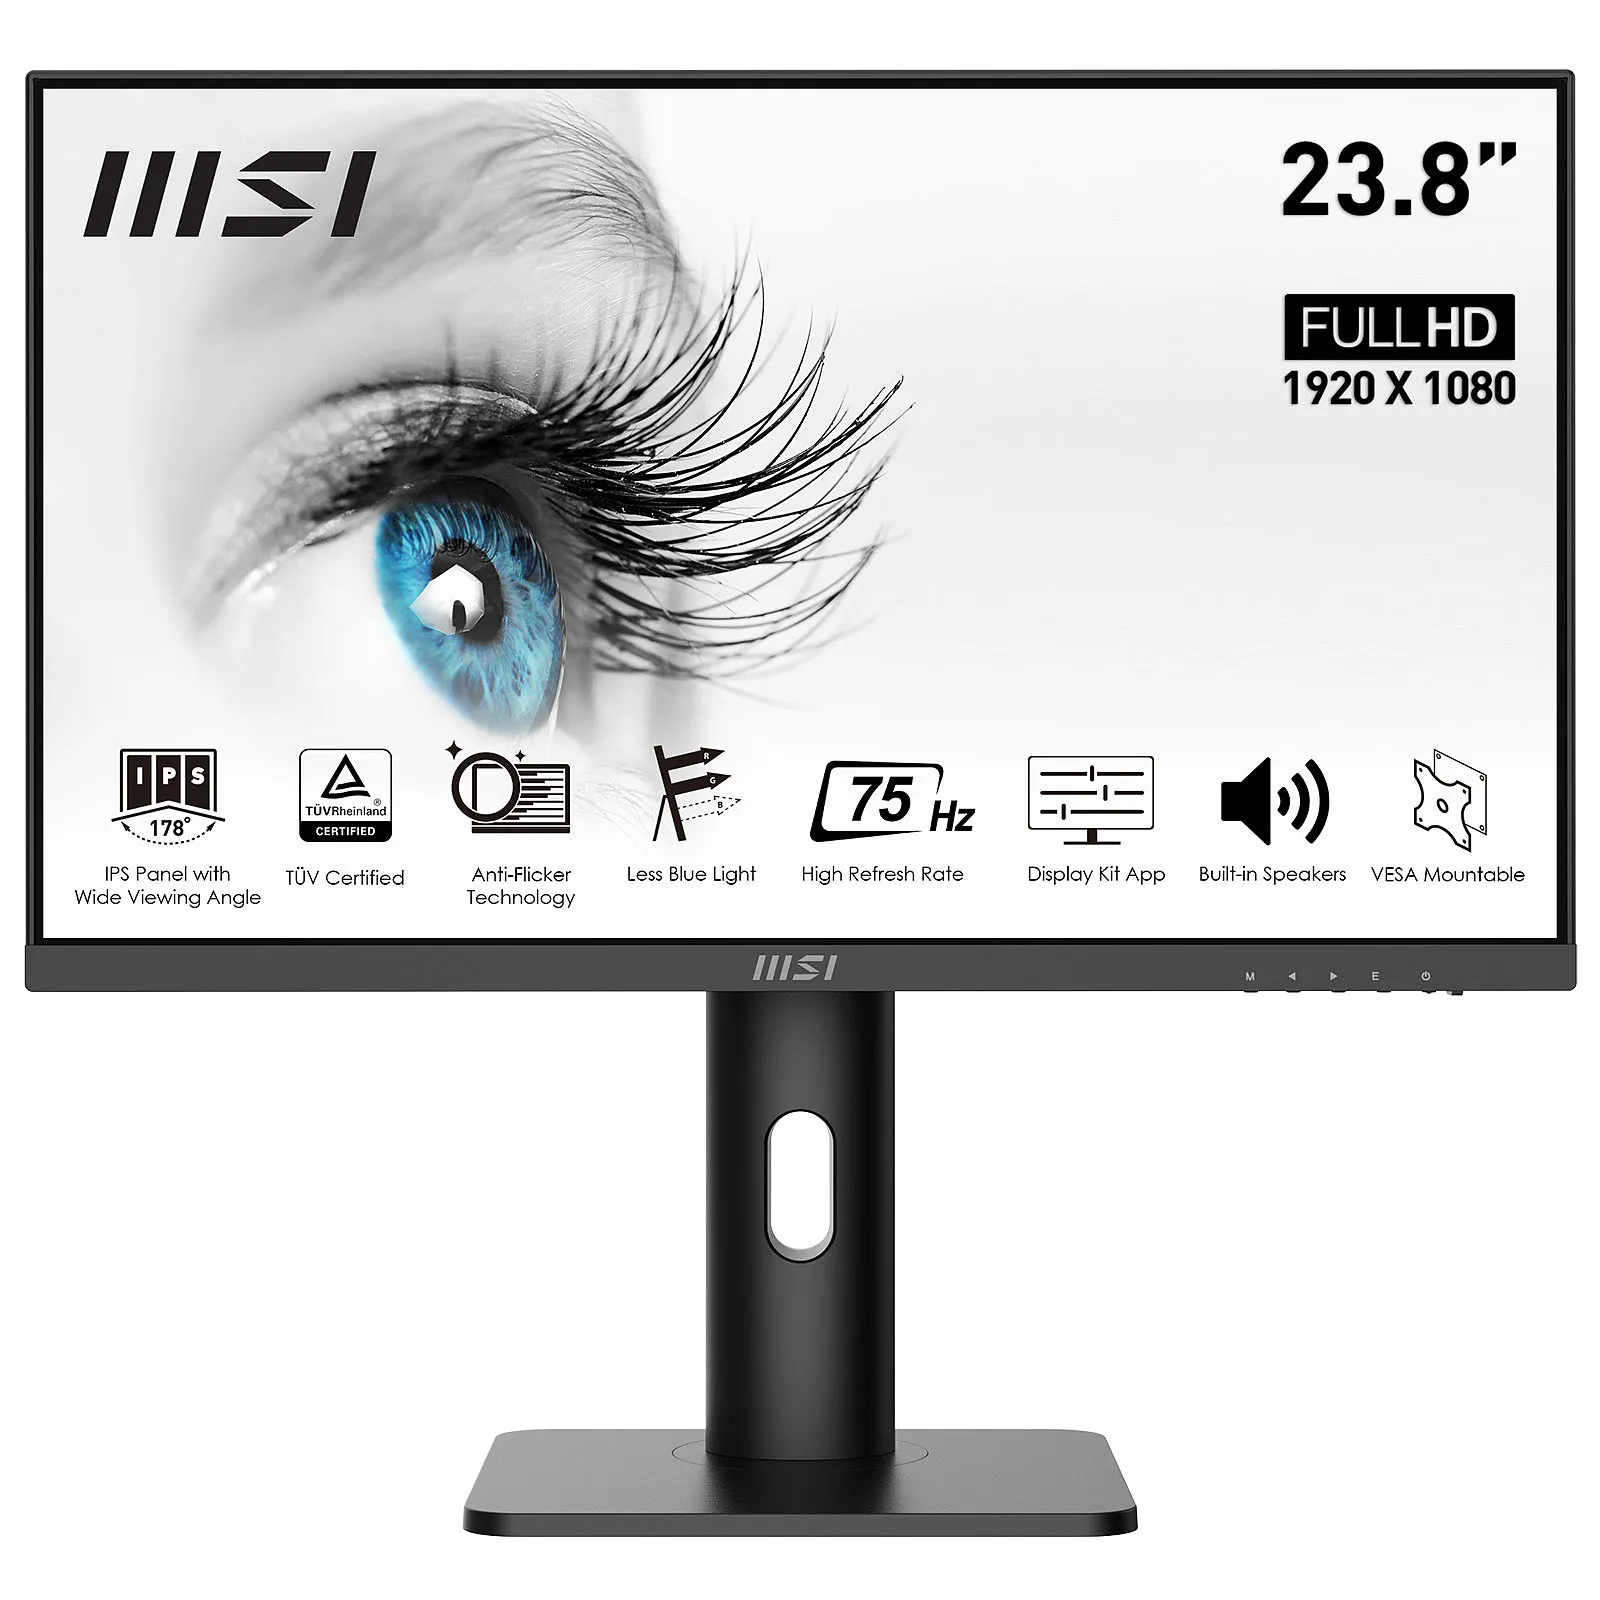 msi
23.8”
FULL HD
1920 X 1080
IPS
178°
TÜVRheinland®
CERTIFIED
R
G
B
75 Hz
IPS Panel with
Wide Viewing Angle
TÜV Certified
Anti-Flicker
Technology
Less Blue Light
High Refresh Rate
Display Kit App
Built-in Speakers
VESA Mountable
msi
M
E